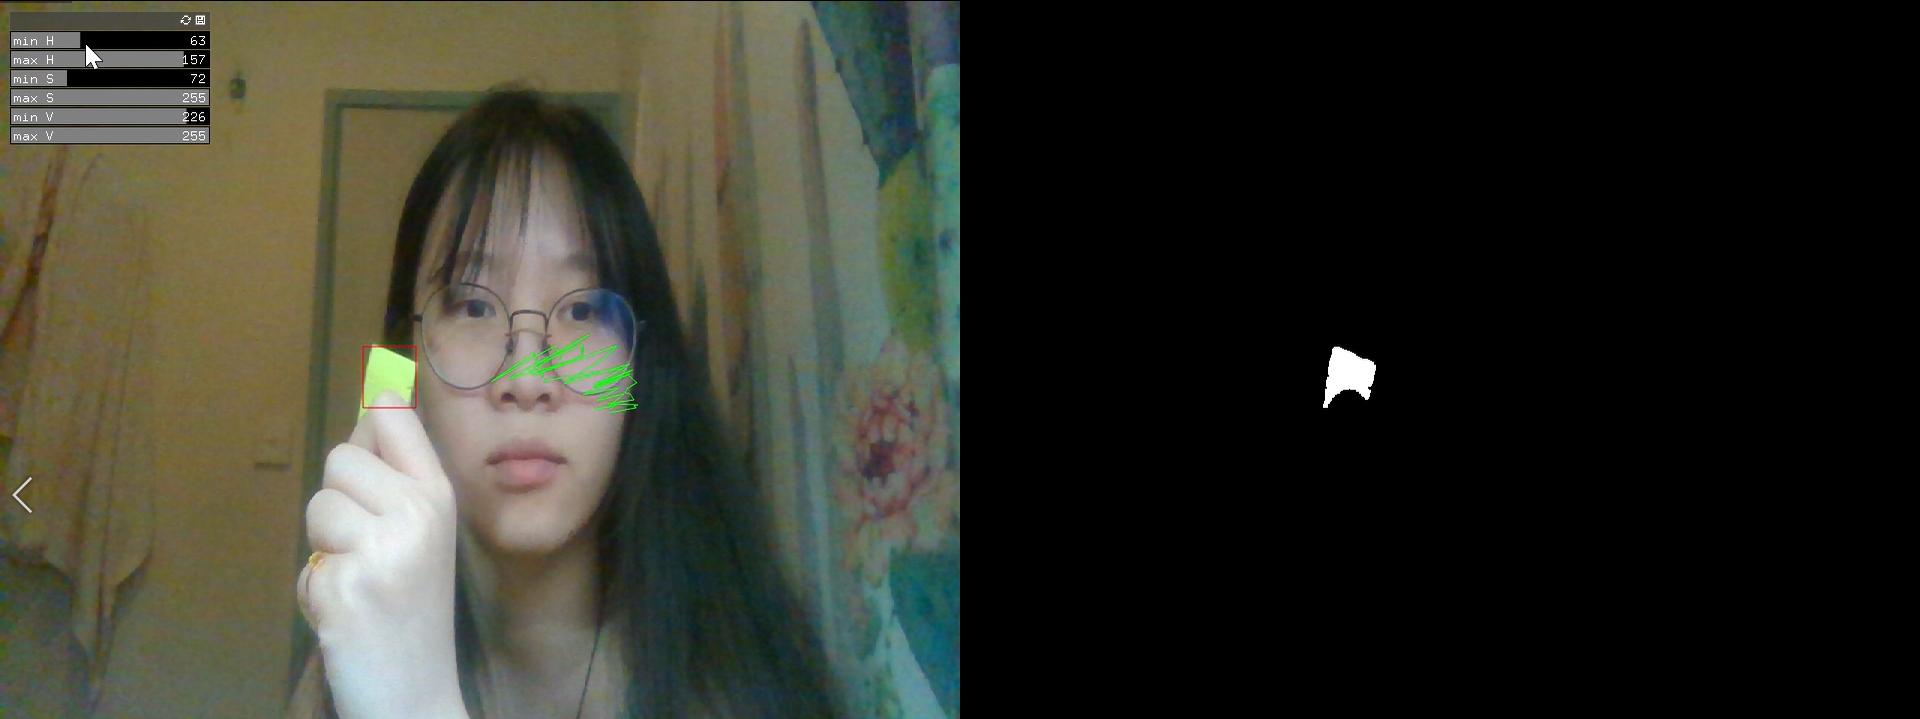 min H 63
max H 157
min S 72
max S 255
min V 226
max V 255